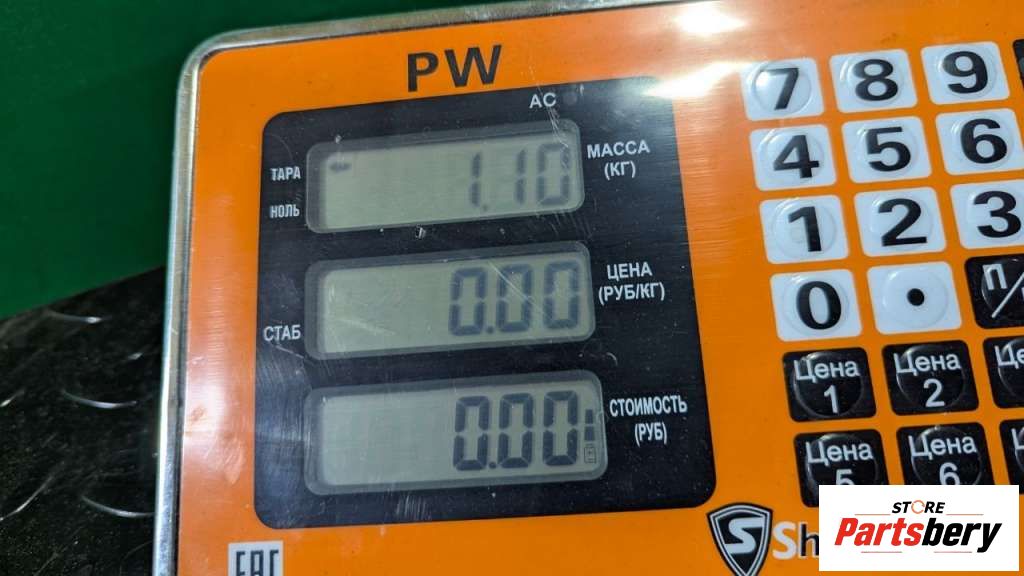 PW
AC
7 8 9
ТАРА 1.10 МАССА
(КГ)
4 5 6
НОЛЬ
1 2 3
0.00 ЦЕНА
(РУБ/КГ)
0 .
СТАБ
Цена
1
Цена
2
0.00 СТОИМОСТЬ
(РУБ)
Цена
5
Цена
6
EAC
S
STORE
Partsbery